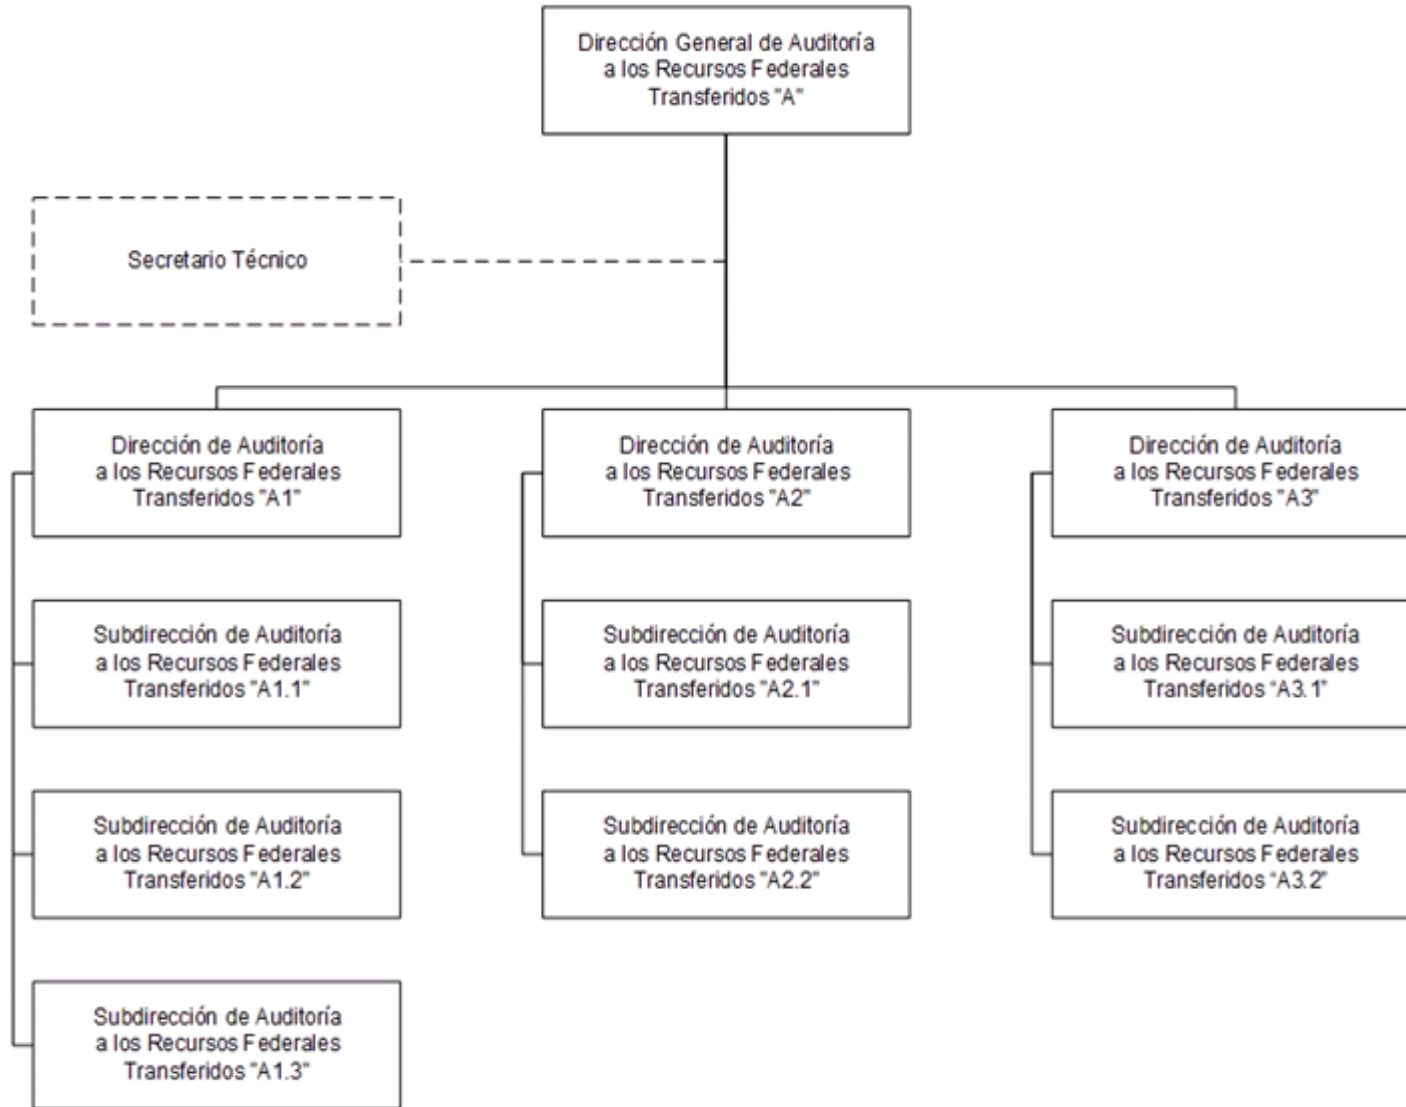 Dirección General de Auditoría
a los Recursos Federales
Transferidos "A"
Secretario Técnico
Dirección de Auditoría
a los Recursos Federales
Transferidos "A1"
Dirección de Auditoría
a los Recursos Federales
Transferidos "A2"
Dirección de Auditoría
a los Recursos Federales
Transferidos "A3"
Subdirección de Auditoría
a los Recursos Federales
Transferidos "A1.1"
Subdirección de Auditoría
a los Recursos Federales
Transferidos "A2.1"
Subdirección de Auditoría
a los Recursos Federales
Transferidos “A3.1”
Subdirección de Auditoría
a los Recursos Federales
Transferidos "A1.2"
Subdirección de Auditoría
a los Recursos Federales
Transferidos "A2.2"
Subdirección de Auditoría
a los Recursos Federales
Transferidos “A3.2”
Subdirección de Auditoría
a los Recursos Federales
Transferidos "A1.3"